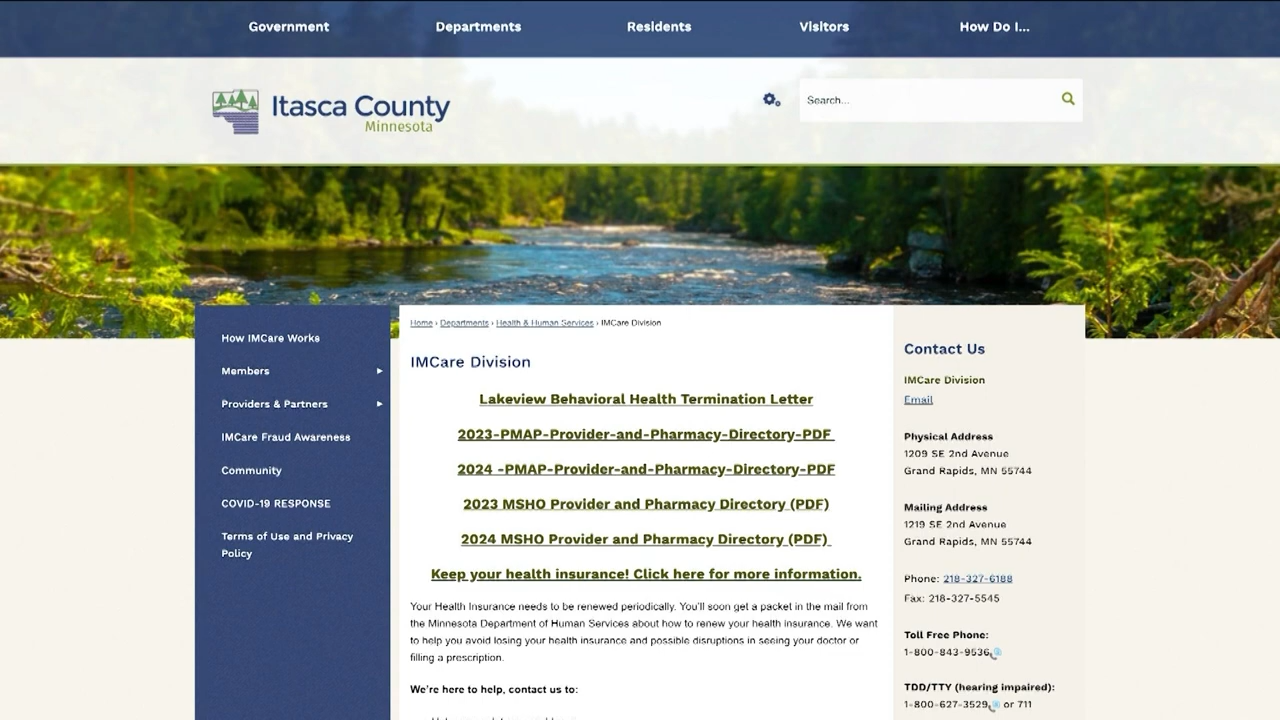 Government Departments Residents Visitors How Do I...
Itasca County
Minnesota
Search...
How IMCare Works
Members
Providers & Partners
IMCare Fraud Awareness
Community
COVID-19 RESPONSE
Terms of Use and Privacy
Policy
Home › Departments › Health & Human Services › IMCare Division
IMCare Division
Lakeview Behavioral Health Termination Letter
2023-PMAP-Provider-and-Pharmacy-Directory-PDF
2024 -PMAP-Provider-and-Pharmacy-Directory-PDF
2023 MSHO Provider and Pharmacy Directory (PDF)
2024 MSHO Provider and Pharmacy Directory (PDF)
Keep your health insurance! Click here for more information.
Your Health Insurance needs to be renewed periodically. You'll soon get a packet in the mail from
the Minnesota Department of Human Services about how to renew your health insurance. We want
to help you avoid losing your health insurance and possible disruptions in seeing your doctor or
filling a prescription.
We're here to help, contact us to:
Contact Us
IMCare Division
Email
Physical Address
1209 SE 2nd Avenue
Grand Rapids, MN 55744
Mailing Address
1219 SE 2nd Avenue
Grand Rapids, MN 55744
Phone: 218-327-6188
Fax: 218-327-5545
Toll Free Phone:
1-800-843-9536
TDD/TTY (hearing impaired):
1-800-627-3529 or 711